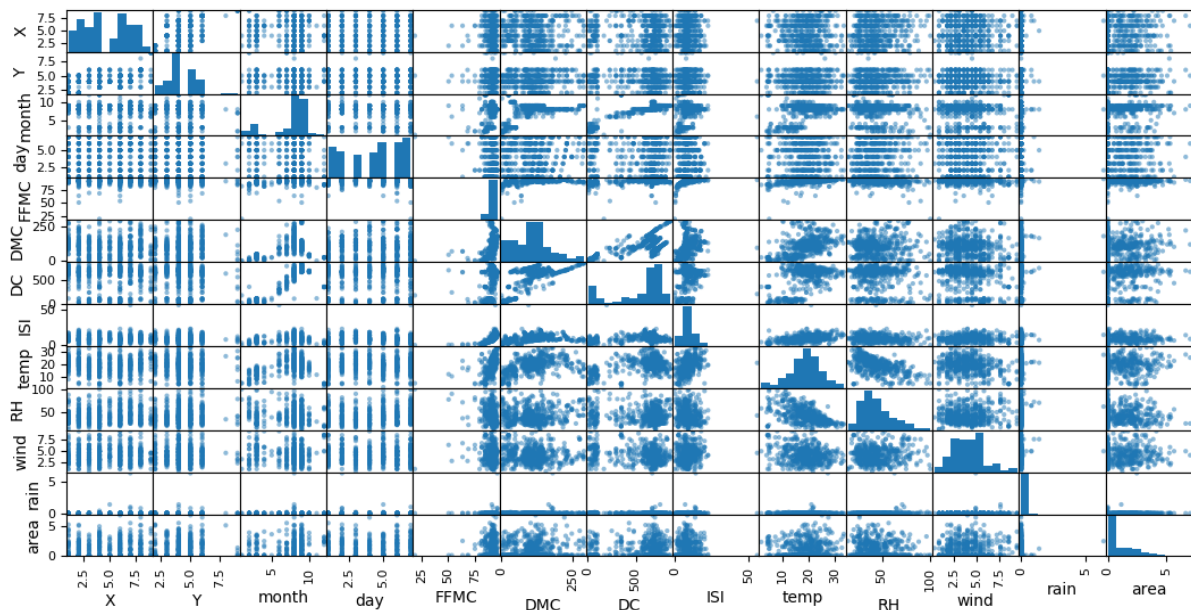 X 7.5 5.0 2.5
Y 7.5 5.0 2.5
month 10 5
day 5.0 2.5
FFMC 75 50 25
DMC 250 0
DC 500
ISI 50 0
temp 30 20 10
RH 100 50
wind 7.5 5.0 2.5
rain 5 0
area 5 0
2.5 5.0 7.5 2.5 5.0 7.5 5 10 2.5 5.0 25 50 75 0 250 500 0 50 10 20 30 50 100 2.5 5.0 7.5 0 5 0 5
X Y month day FFMC DMC DC ISI temp RH wind rain area